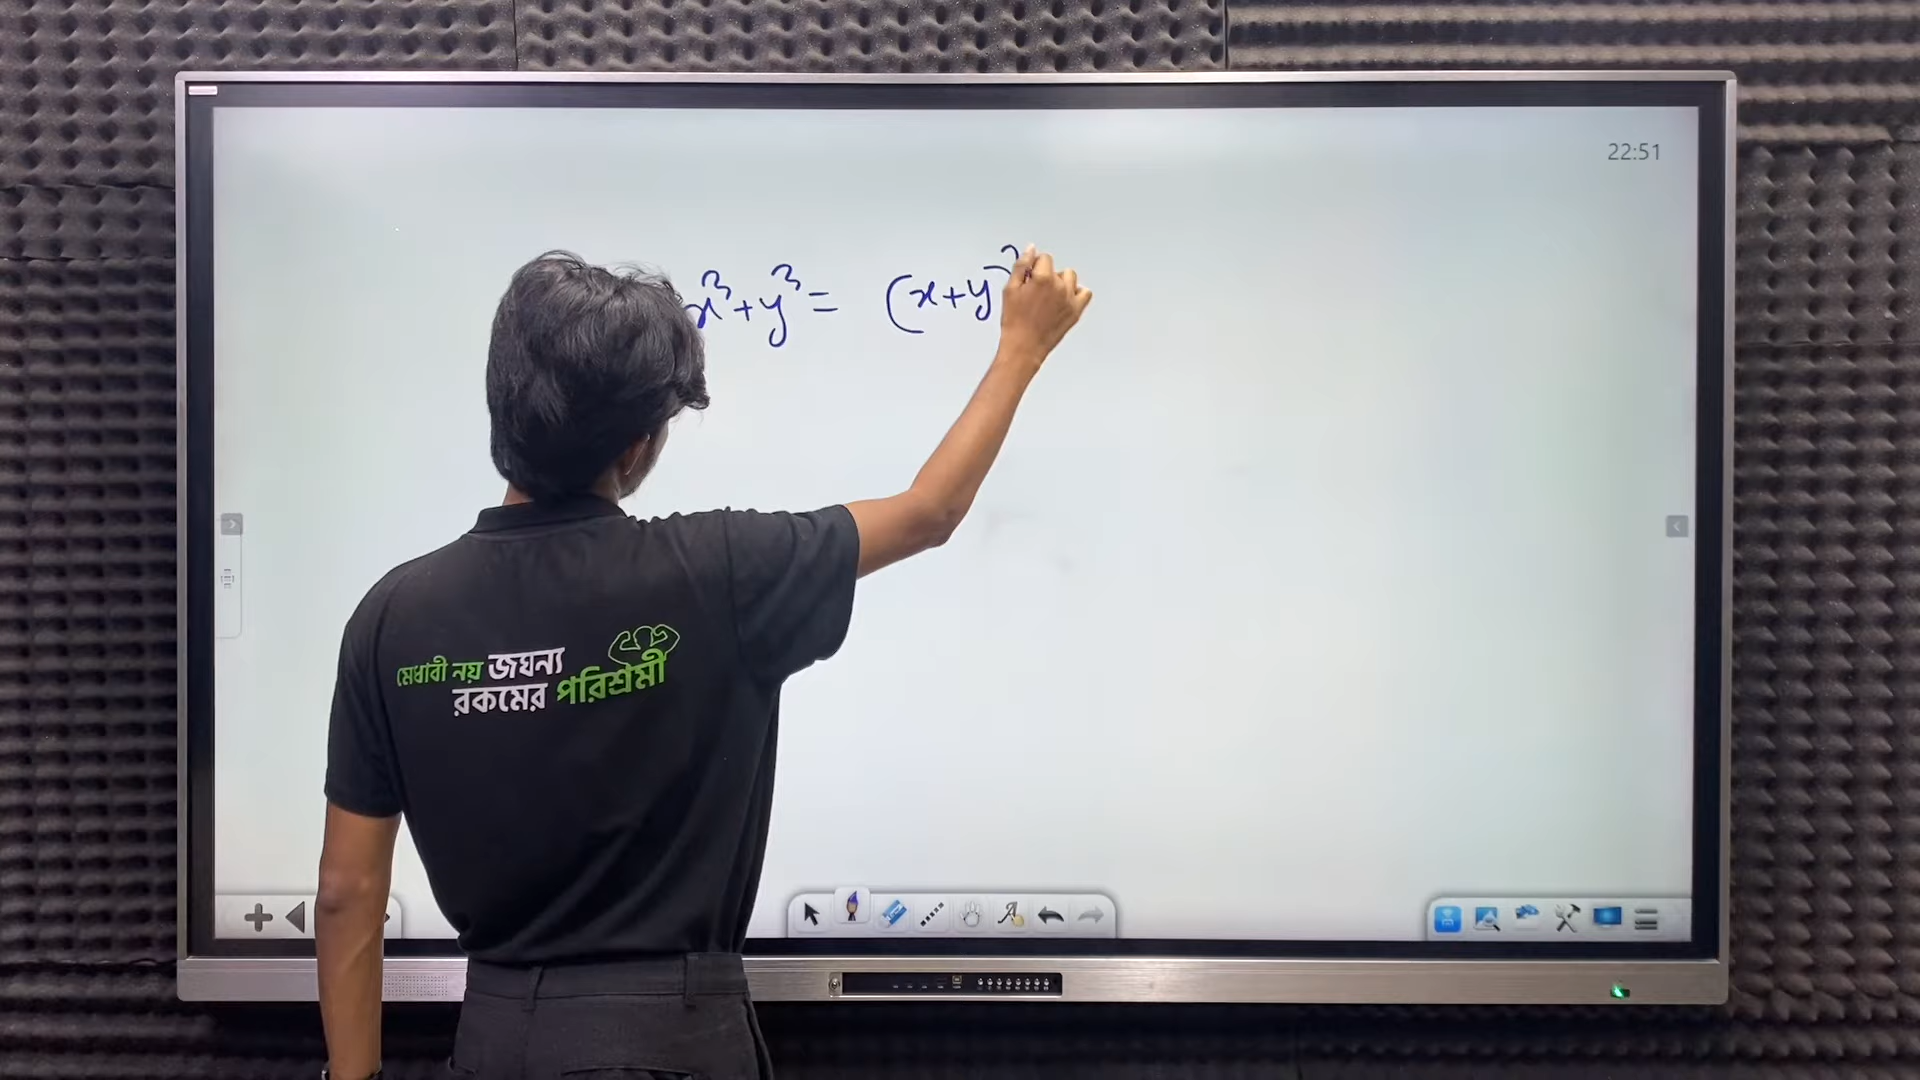 22:51
x³+y³= (x+y)
মেধাবী নয় জঘন্য
রকমের পরিশ্রমী